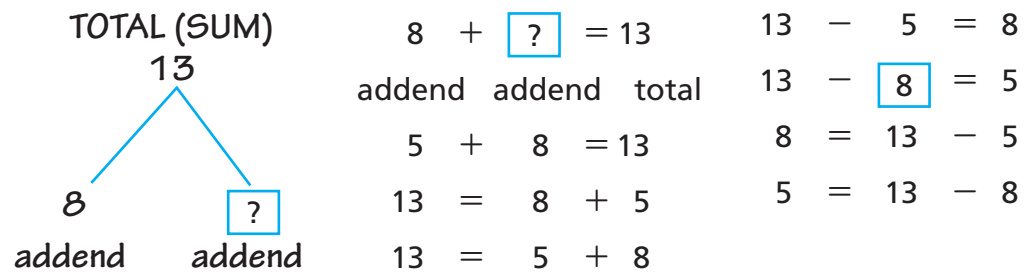 TOTAL (SUM)
13
8 ?
addend addend
8 + ? = 13
addend addend total
5 + 8 = 13
13 = 8 + 5
13 = 5 + 8
13 − 5 = 8
13 − 8 = 5
8 = 13 − 5
5 = 13 − 8